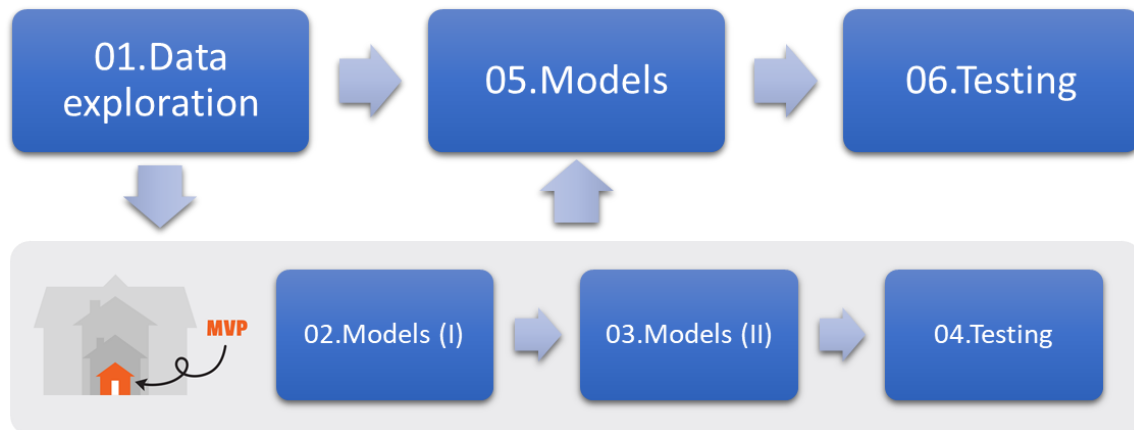 01.Data
exploration
05.Models
06.Testing
MVP
02.Models (I)
03.Models (II)
04.Testing